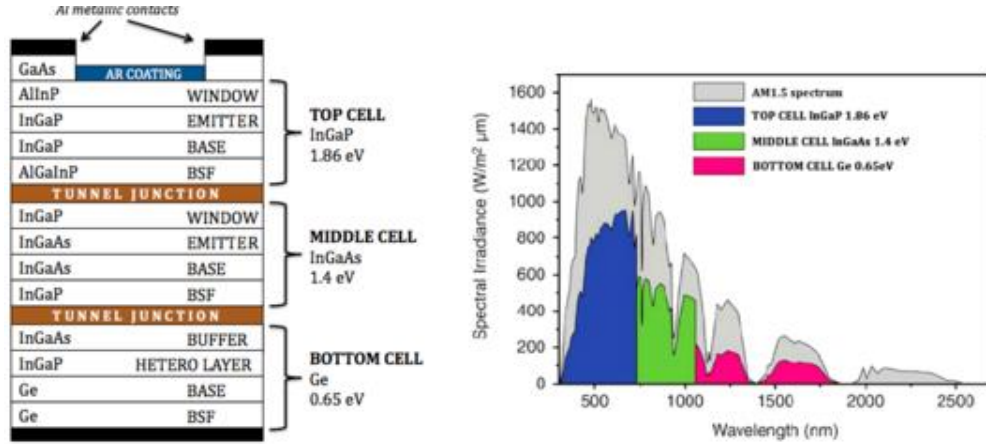 Al metallic contacts
GaAs
AR COATING
AlInP WINDOW
InGaP EMITTER
InGaP BASE
AlGaInP BSF
TUNNEL JUNCTION
InGaP WINDOW
InGaAs EMITTER
InGaAs BASE
InGaP BSF
TUNNEL JUNCTION
InGaAs BUFFER
InGaP HETERO LAYER
Ge BASE
Ge BSF
TOP CELL
InGaP
1.86 eV
MIDDLE CELL
InGaAs
1.4 eV
BOTTOM CELL
Ge
0.65 eV
Spectral Irradiance (W/m² µm)
1600
1400
1200
1000
800
600
400
200
0
AM1.5 spectrum
TOP CELL InGaP 1.86 eV
MIDDLE CELL InGaAs 1.4 eV
BOTTOM CELL Ge 0.65eV
500 1000 1500 2000 2500
Wavelength (nm)